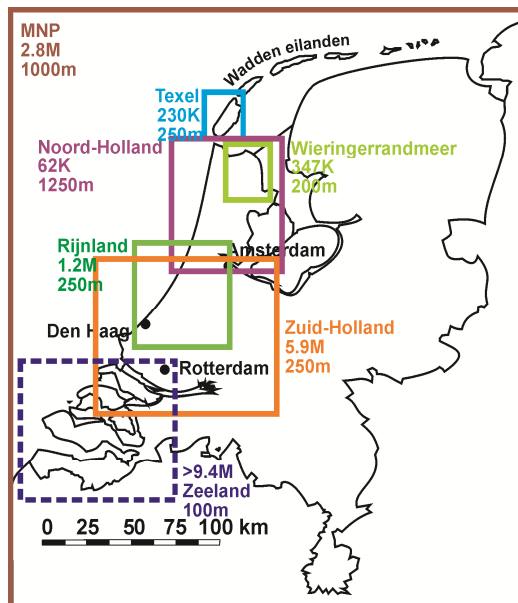 MNP
2.8M
1000m
Wadden eilanden
Texel
230K
250m
Noord-Holland
62K
1250m
Wieringerrandmeer
347K
200m
Rijnland
1.2M
250m
Amsterdam
Den Haag
Zuid-Holland
5.9M
250m
Rotterdam
>9.4M
Zeeland
100m
0 25 50 75 100 km